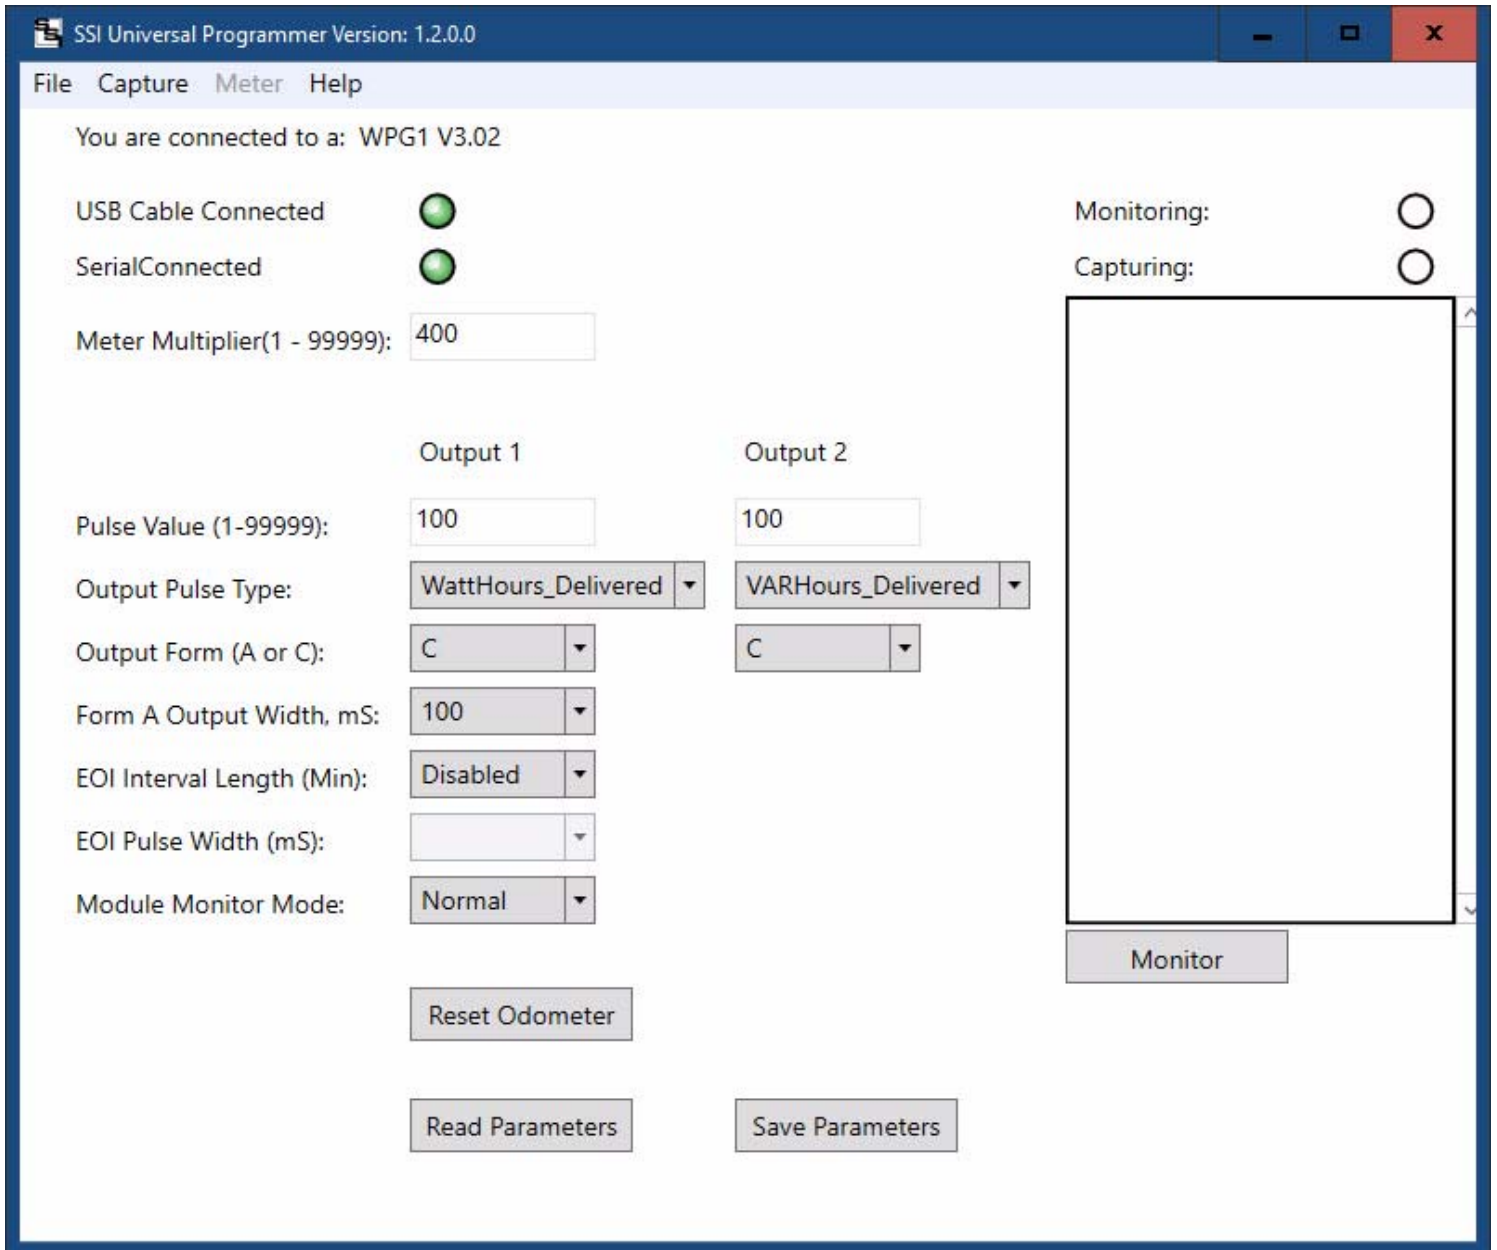 SSI Universal Programmer Version: 1.2.0.0
File Capture Meter Help
You are connected to a: WPG1 V3.02
USB Cable Connected
Monitoring:
SerialConnected
Capturing:
Meter Multiplier(1 - 99999): 400
Output 1 Output 2
Pulse Value (1-99999): 100 100
Output Pulse Type: WattHours_Delivered VARHours_Delivered
Output Form (A or C): C C
Form A Output Width, mS: 100
EOI Interval Length (Min): Disabled
EOI Pulse Width (mS):
Module Monitor Mode: Normal
Monitor
Reset Odometer
Read Parameters Save Parameters